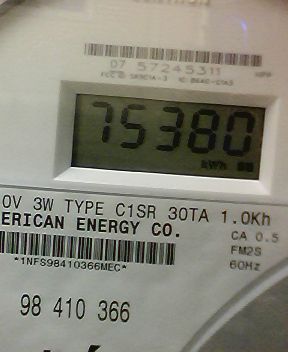 D7 57245311
75380
kWh
0V 3W TYPE C1SR 30TA 1.0Kh
ERICAN ENERGY CO.
CA 0.5
FM2S
60Hz
*1NFS98410366MEC*
98 410 366